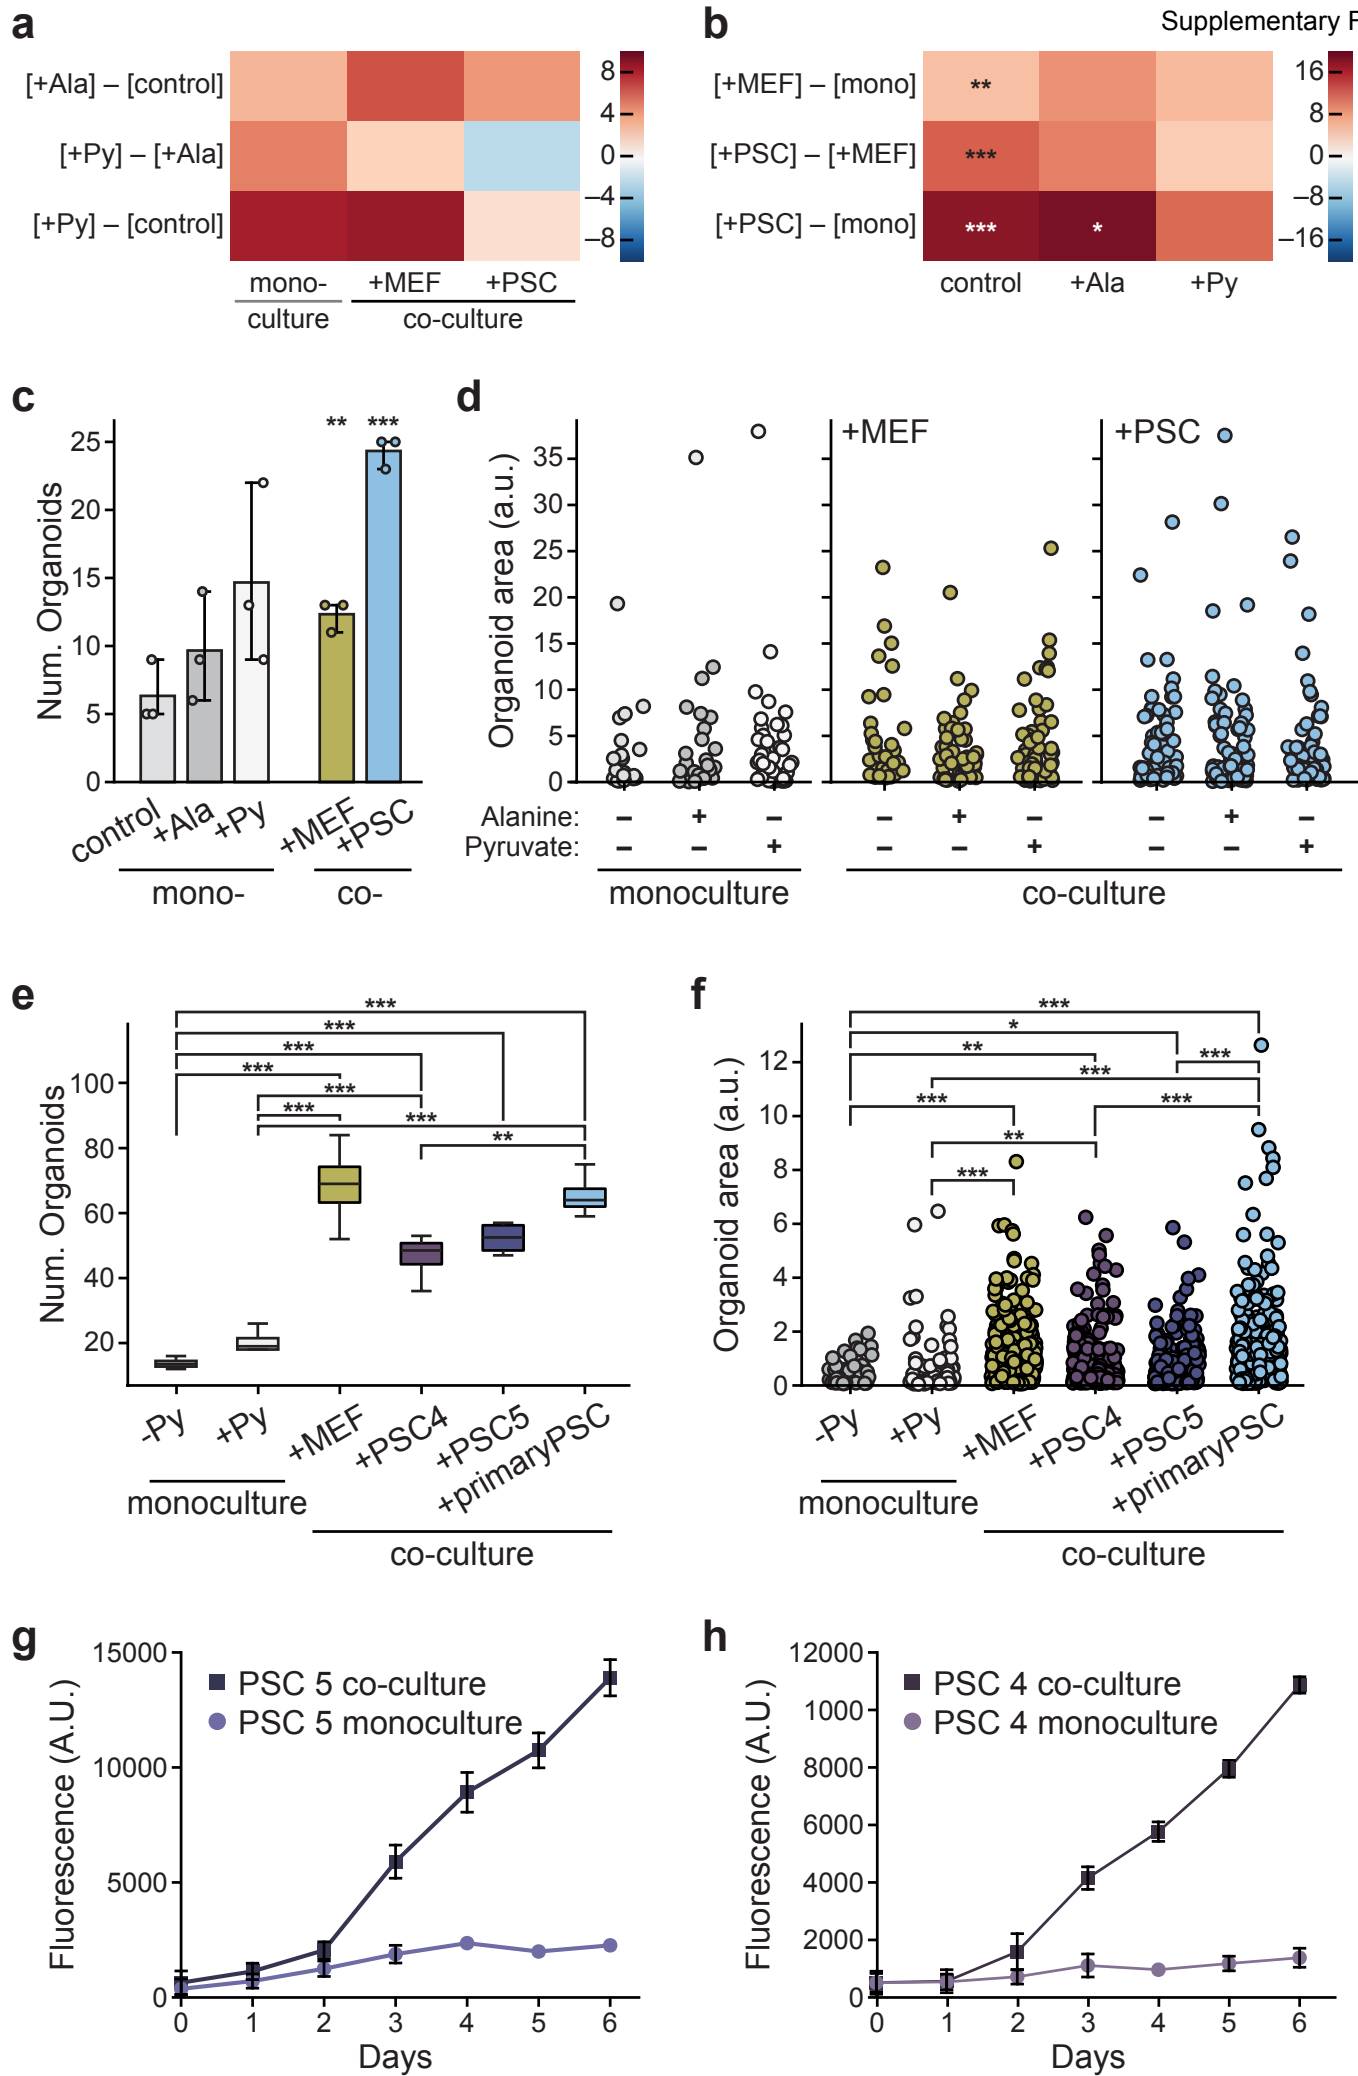 Supplementary F
a
[+Ala] – [control]
[+Py] – [+Ala]
[+Py] – [control]
8
4
0
–4
–8
mono-
culture
+MEF
+PSC
co-culture
b
[+MEF] – [mono]
[+PSC] – [+MEF]
[+PSC] – [mono]
**
***
*** *
16
8
0
–8
–16
control +Ala +Py
c
Num. Organoids
25
20
15
10
5
0
** ***
control +Ala +Py +MEF +PSC
mono- co-
d
Organoid area (a.u.)
35
30
25
20
15
10
5
0
+MEF
+PSC
Alanine: – + – – + – – + –
Pyruvate: – – + – – + – – +
monoculture co-culture
e
Num. Organoids
100
80
60
40
20
***
***
***
***
***
***
***
**
-Py +Py +MEF +PSC4 +PSC5 +primaryPSC
monoculture
co-culture
f
Organoid area (a.u.)
12
10
8
6
4
2
0
***
*
**
***
***
***
***
**
***
-Py +Py +MEF +PSC4 +PSC5 +primaryPSC
monoculture
co-culture
g
Fluorescence (A.U.)
15000
10000
5000
0
PSC 5 co-culture
PSC 5 monoculture
0 1 2 3 4 5 6
Days
h
Fluorescence (A.U.)
12000
10000
8000
6000
4000
2000
0
PSC 4 co-culture
PSC 4 monoculture
0 1 2 3 4 5 6
Days